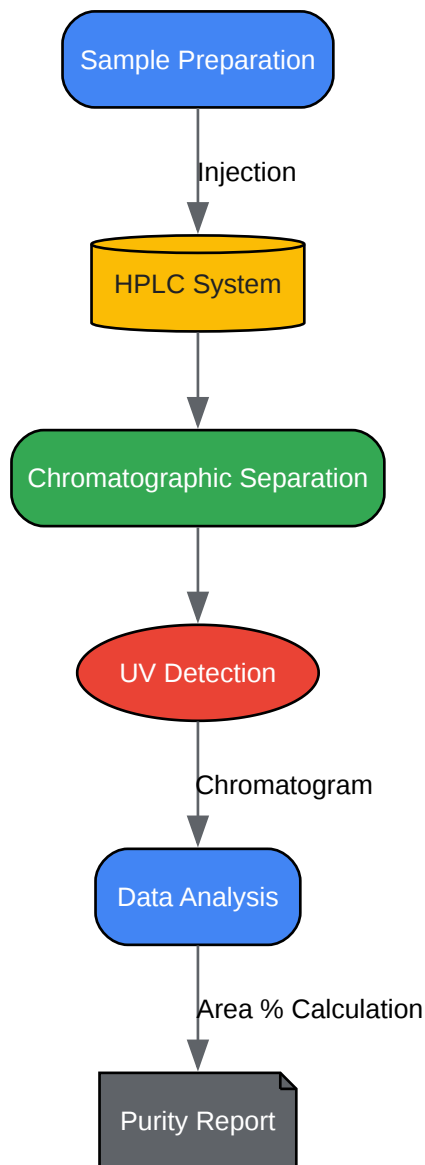 Sample Preparation
Injection
HPLC System
Chromatographic Separation
UV Detection
Chromatogram
Data Analysis
Area % Calculation
Purity Report